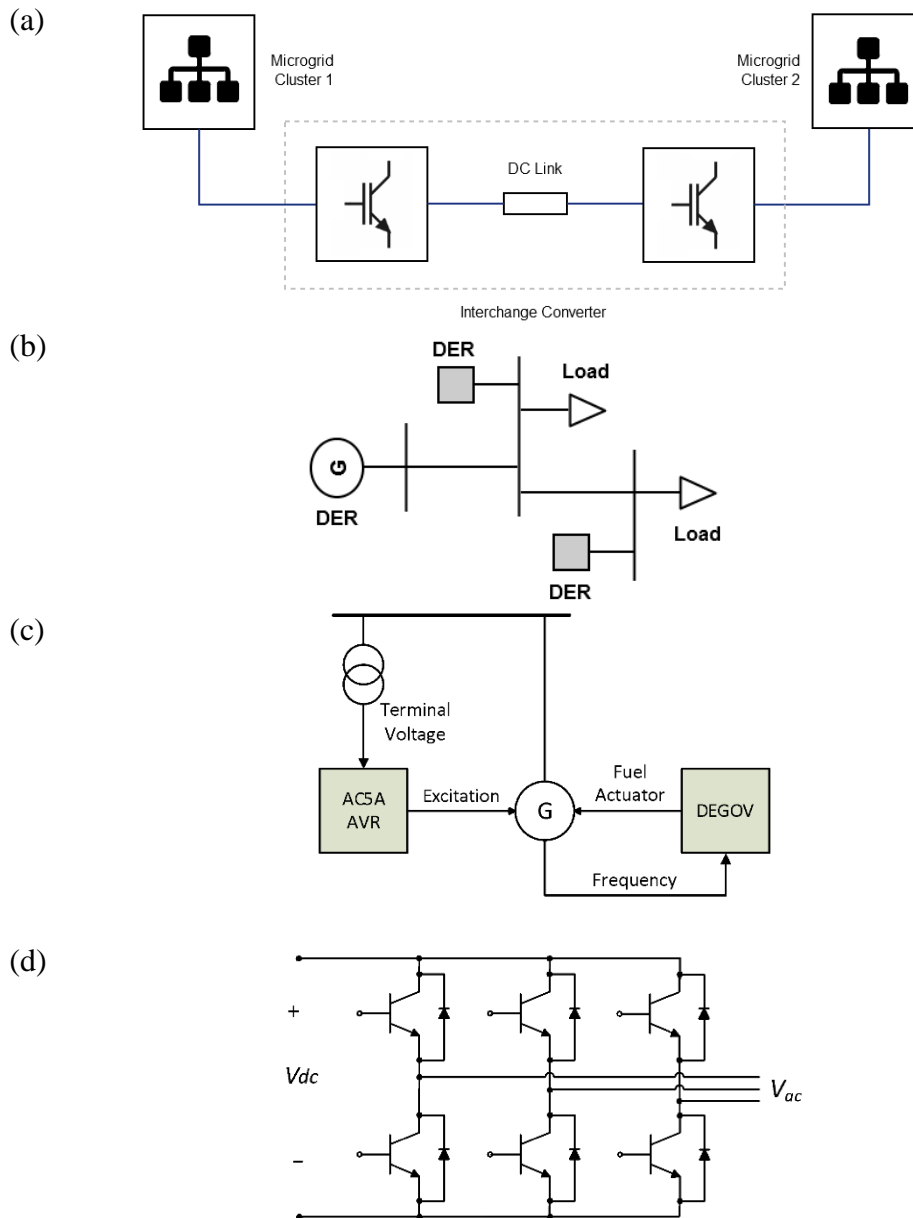 (a)
Microgrid
Cluster 1
Microgrid
Cluster 2
DC Link
Interchange Converter
(b)
DER
Load
G
DER
Load
DER
(c)
Terminal
Voltage
Fuel
Actuator
AC5A
AVR
Excitation
G
DEGOV
Frequency
(d)
+
Vdc
Vac
−